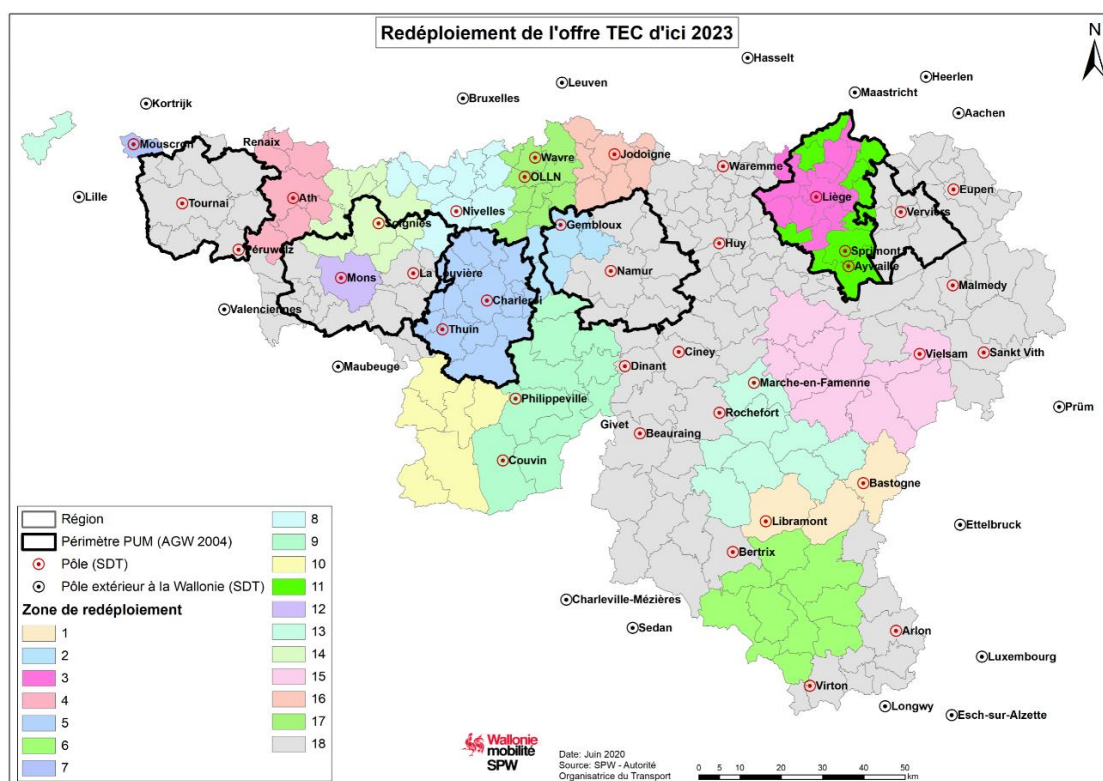 Redéploiement de l'offre TEC d'ici 2023
N
Hasselt
Leuven
Heerlen
Maastricht
Bruxelles
Kortrijk
Aachen
Mouscron
Renaix
Wavre
Jodoigne
Waremme
OLLN
Eupen
Lille
Tournai
Ath
Liège
Nivelles
Verviers
Soignies
Gembloux
Huy
Péruwelz
Sprimont
Aywaille
Mons
La Louvière
Namur
Malmedy
Charleroi
Valenciennes
Thuin
Ciney
Vielsam
Sankt Vith
Maubeuge
Dinant
Marche-en-Famenne
Philippeville
Rochefort
Prüm
Givet
Beauraing
Couvin
Bastogne
Libramont
Ettelbruck
Bertrix
Charleville-Mézières
Sedan
Arlon
Luxembourg
Virton
Longwy
Esch-sur-Alzette
Région
Périmètre PUM (AGW 2004)
Pôle (SDT)
Pôle extérieur à la Wallonie (SDT)
Zone de redéploiement
1
2
3
4
5
6
7
8
9
10
11
12
13
14
15
16
17
18
Wallonie
mobilité
SPW
Date: Juin 2020
Source: SPW - Autorité
Organisatrice du Transport
0 5 10 20 30 40 50
km